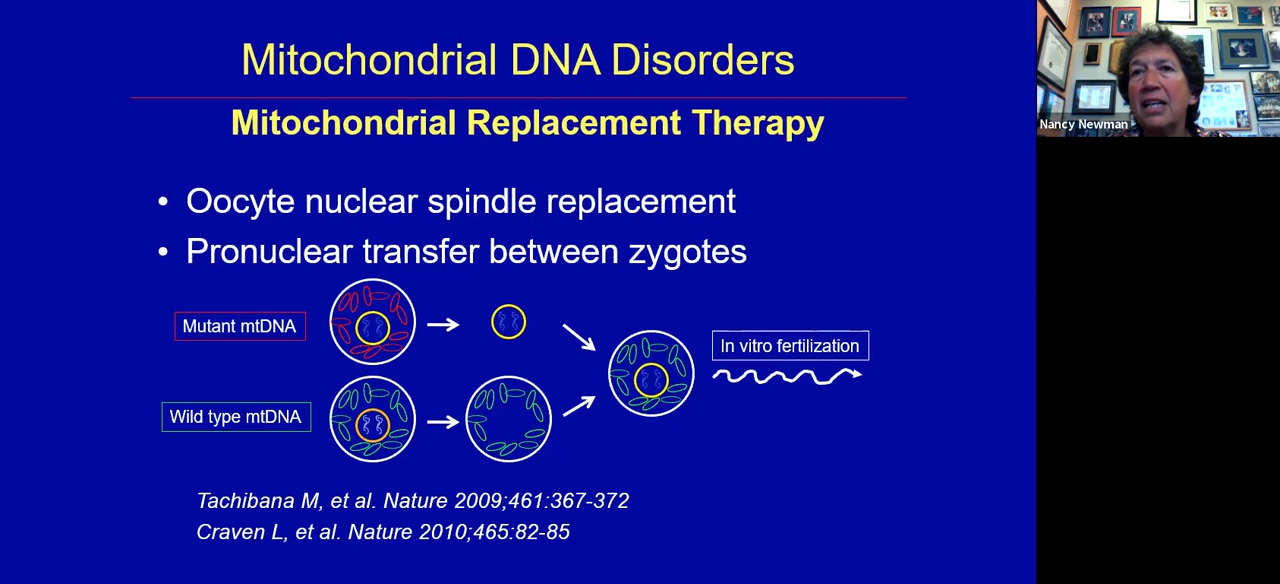 Mitochondrial DNA Disorders
Mitochondrial Replacement Therapy
• Oocyte nuclear spindle replacement
• Pronuclear transfer between zygotes
Mutant mtDNA
In vitro fertilization
Wild type mtDNA
Tachibana M, et al. Nature 2009;461:367-372
Craven L, et al. Nature 2010;465:82-85
Nancy Newman